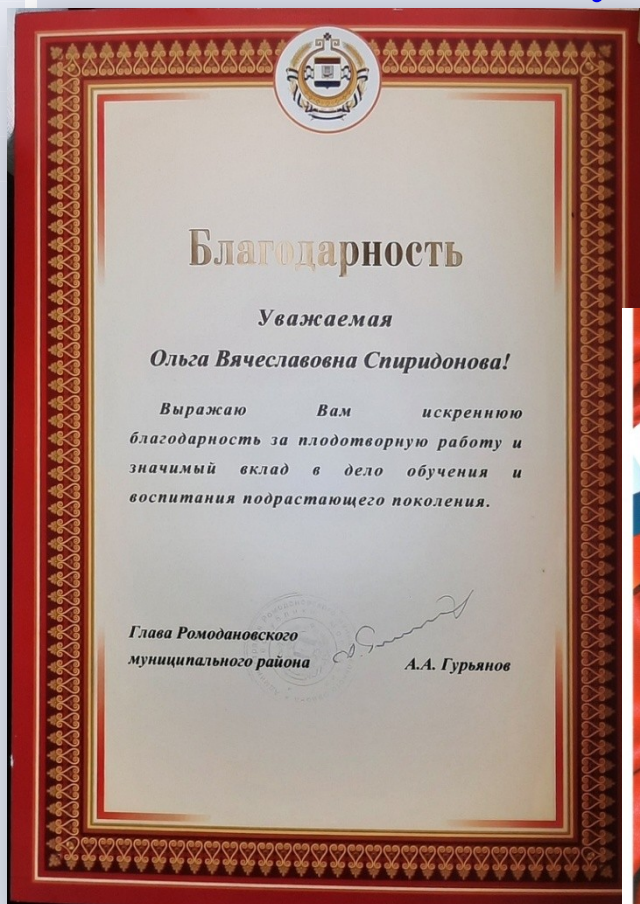 Благодарность
Уважаемая
Ольга Вячеславовна Спиридонова!
Выражаю Вам искреннюю
благодарность за плодотворную работу и
значимый вклад в дело обучения и
воспитания подрастающего поколения.
Глава Ромодановского
муниципального района
А.А. Гурьянов